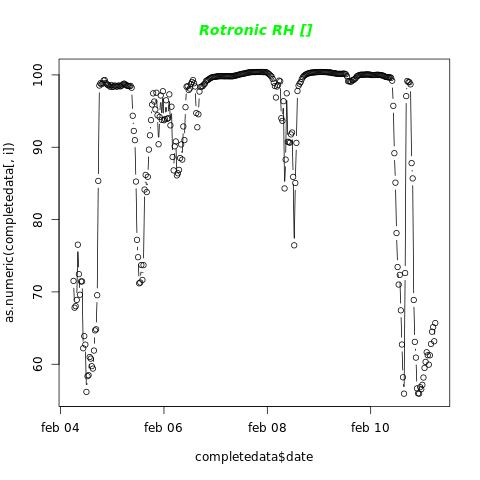 Rotronic RH []
as.numeric(completedata[, i])
100
90
80
70
60
feb 04
feb 06
feb 08
feb 10
completedata$date